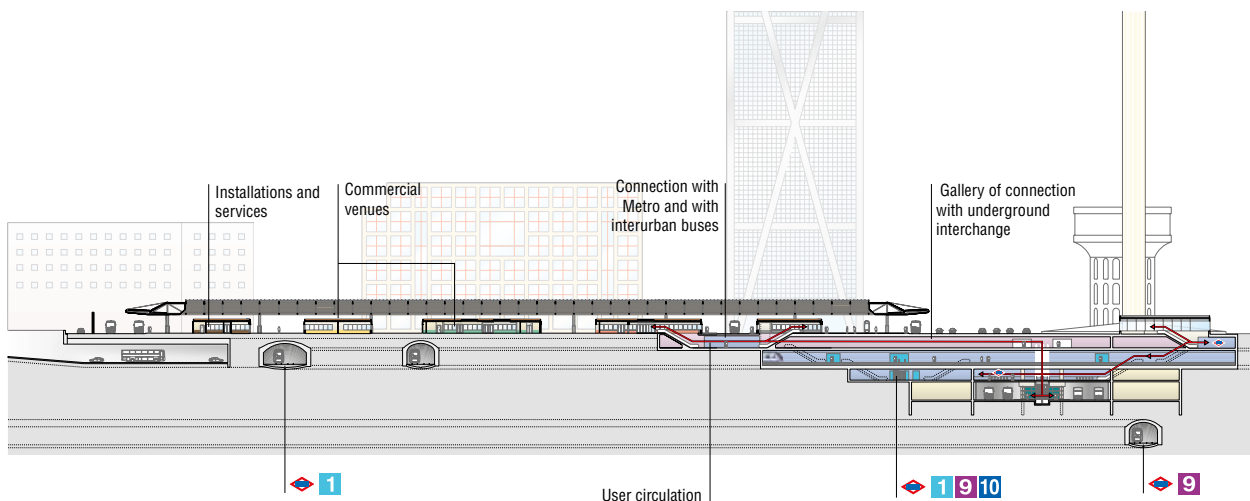 Installations and
services
Commercial
venues
Connection with
Metro and with
interurban buses
Gallery of connection
with underground
interchange
1
1 9 10
9
User circulation